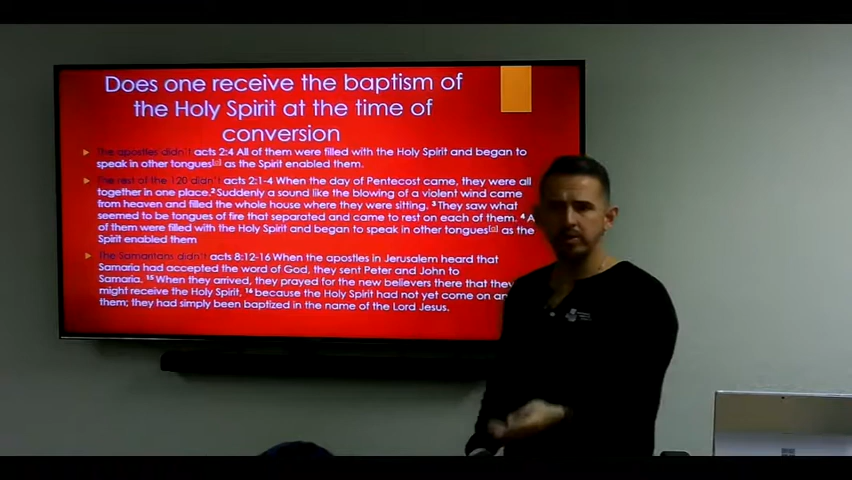 Does one receive the baptism of
the Holy Spirit at the time of
conversion
The apostles didn't acts 2:4 All of them were filled with the Holy Spirit and began to
speak in other tongues[a] as the Spirit enabled them.
The rest of the 120 didn't acts 2:1-4 When the day of Pentecost came, they were all
together in one place. 2 Suddenly a sound like the blowing of a violent wind came
from heaven and filled the whole house where they were sitting. 3 They saw what
seemed to be tongues of fire that separated and came to rest on each of them. 4 A
of them were filled with the Holy Spirit and began to speak in other tongues[a] as the
Spirit enabled them
The Samaritans didn't acts 8:12-16 When the apostles in Jerusalem heard that
Samaria had accepted the word of God, they sent Peter and John to
Samaria. 15 When they arrived, they prayed for the new believers there that they
might receive the Holy Spirit, 16 because the Holy Spirit had not yet come on an
them; they had simply been baptized in the name of the Lord Jesus.